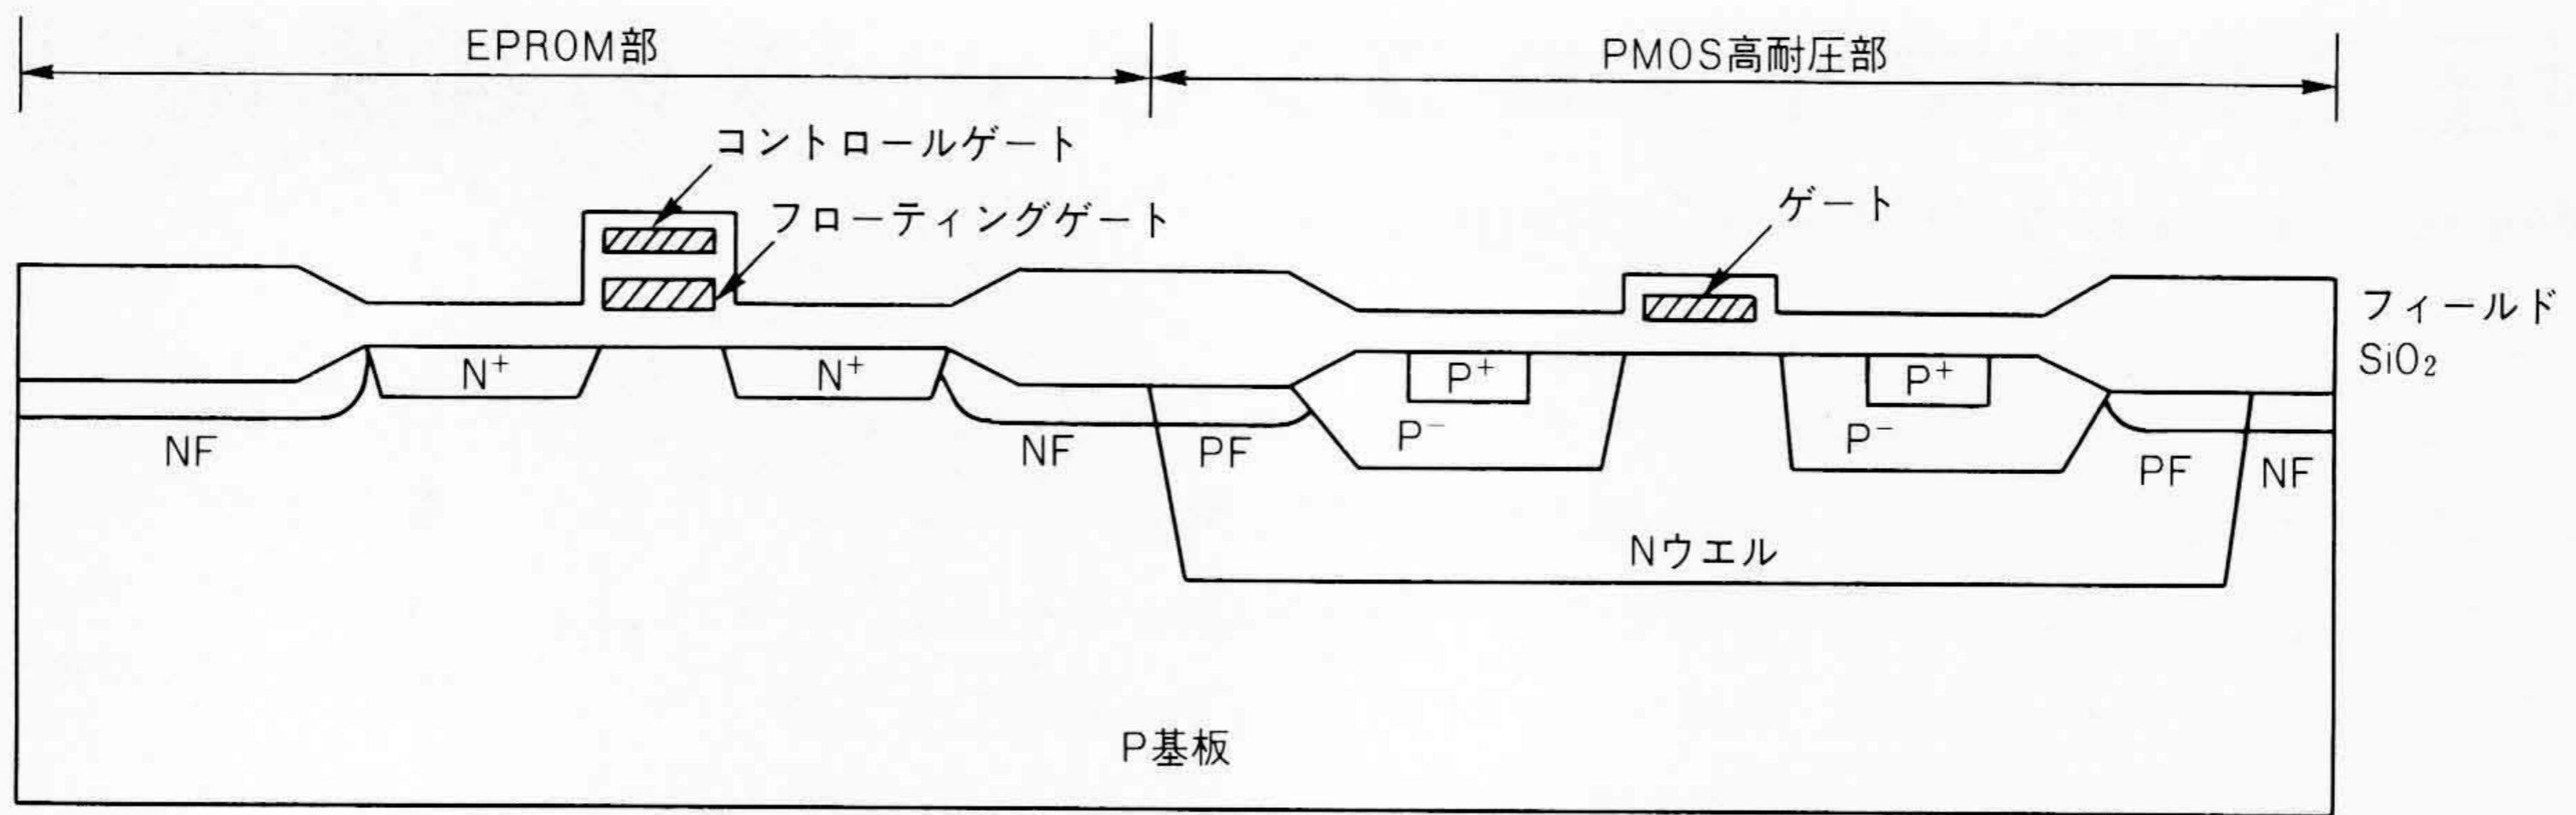 EPROM部
PMOS高耐圧部
コントロールゲート
フローティングゲート
ゲート
フィールド
SiO₂
N⁺
N⁺
P⁺
P⁺
P⁻
P⁻
NF
NF
PF
PF
NF
Nウエル
P基板